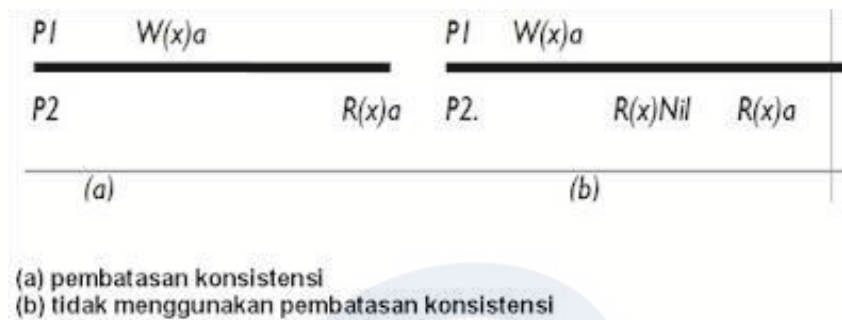 P1 W(x)a P1 W(x)a
P2 R(x)a P2. R(x)Nil R(x)a
(a) (b)
(a) pembatasan konsistensi
(b) tidak menggunakan pembatasan konsistensi